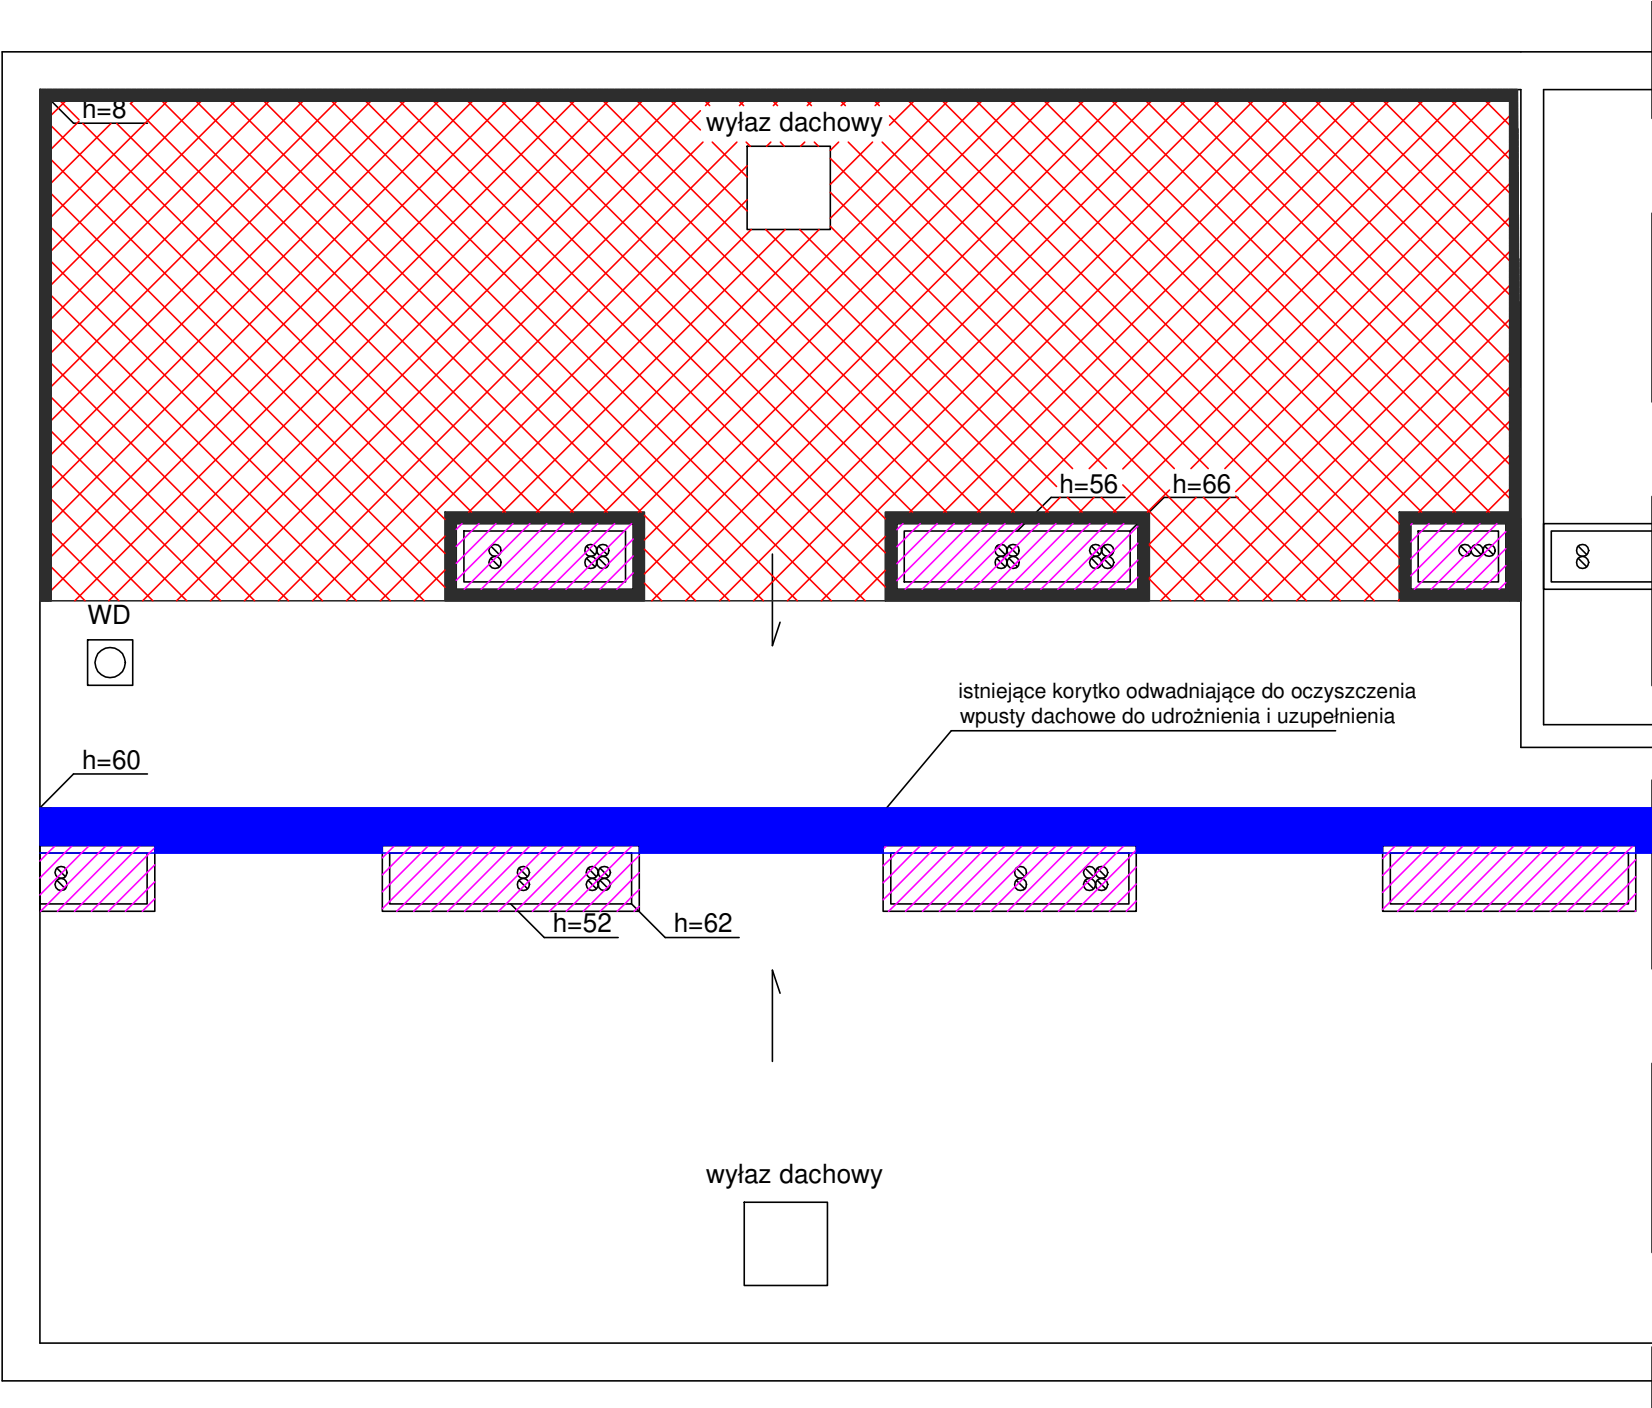 h=8
wyłaz dachowy
h=56
h=66
WD
istniejące korytko odwadniające do oczyszczenia
wpusty dachowe do udrożnienia i uzupełnienia
h=60
h=52
h=62
wyłaz dachowy